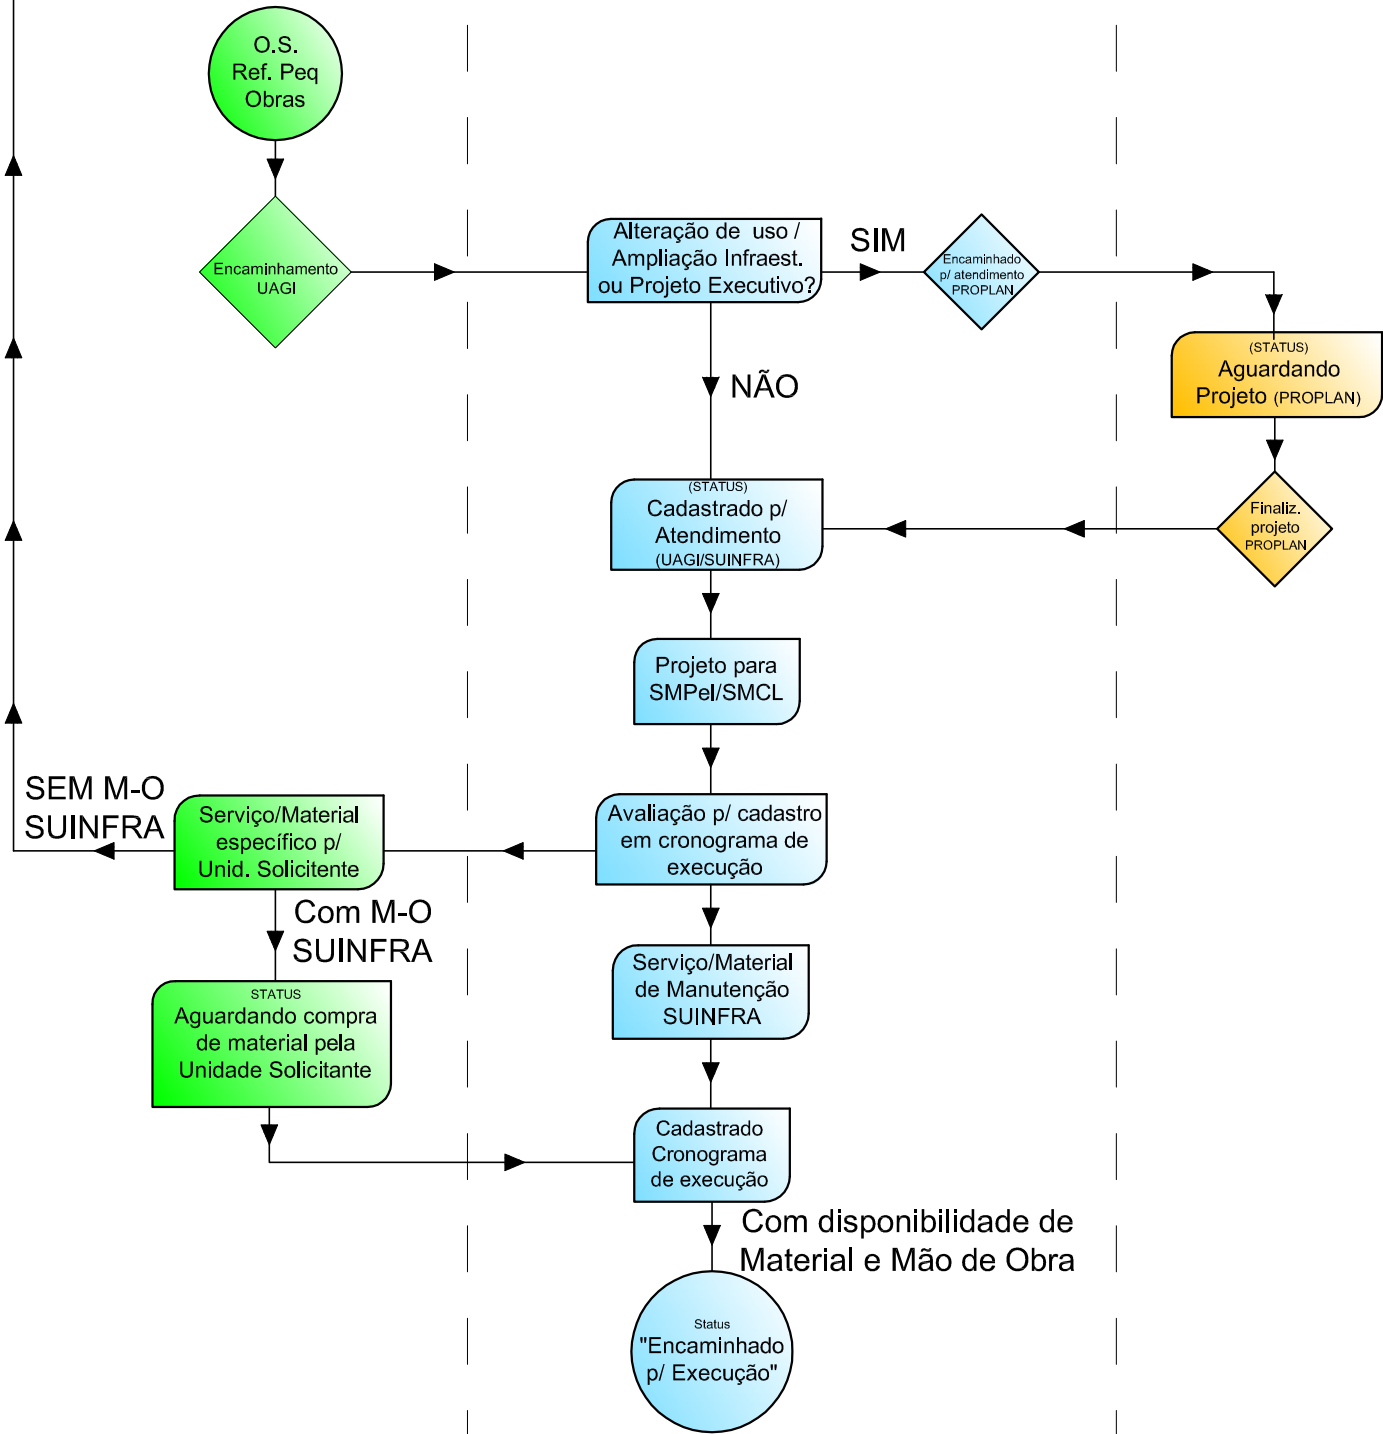 O.S.
Ref. Peq
Obras
Encaminhamento
UAGI
Alteração de uso /
Ampliação Infraest.
ou Projeto Executivo?
SIM
Encaminhado
p/ atendimento
PROPLAN
(STATUS)
Aguardando
Projeto (PROPLAN)
NÃO
(STATUS)
Cadastrado p/
Atendimento
(UAGI/SUINFRA)
Finaliz.
projeto
PROPLAN
Projeto para
SMPel/SMCL
SEM M-O
SUINFRA
Serviço/Material
específico p/
Unid. Solicitente
Avaliação p/ cadastro
em cronograma de
execução
Com M-O
SUINFRA
Serviço/Material
de Manutenção
SUINFRA
STATUS
Aguardando compra
de material pela
Unidade Solicitante
Cadastrado
Cronograma
de execução
Com disponibilidade de
Material e Mão de Obra
Status
"Encaminhado
p/ Execução"